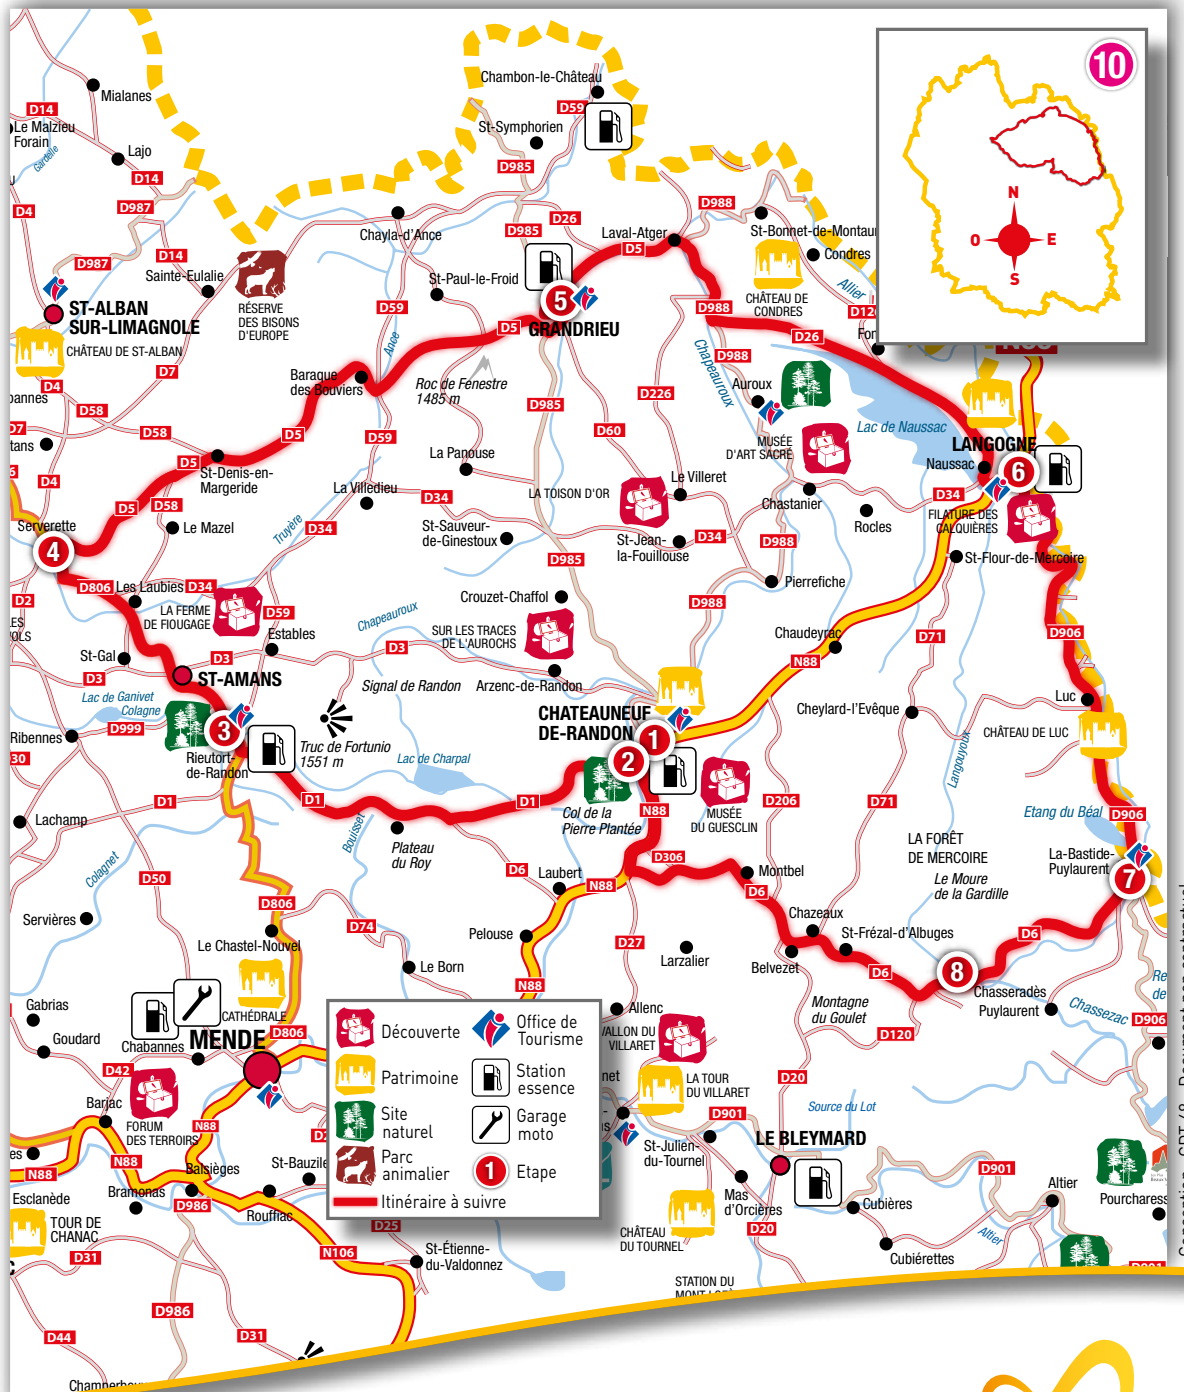 Mialanes
D14
Le Malzieu
Forain
Lajo
D14
Gardelle
D4
D987
D14
D987
Sainte-Eulalie
ST-ALBAN
SUR-LIMAGNOLE
CHÂTEAU DE ST-ALBAN
RÉSERVE
DES BISONS
D'EUROPE
D4
D7
D58
D58
D7
D4
Chambon-le-Château
D59
St-Symphorien
D985
D26
D985
Chayla-d'Ance
St-Paul-le-Froid
D59
Ance
D5
5
GRANDRIEU
Laval-Atger
D5
D988
St-Bonnet-de-Montaur
Condres
Allier
CHÂTEAU DE
CONDRES
D988
D26
10
N
O
E
S
Baraque
des Bouviers
Roc de Fenestre
1485 m
D5
D5
D59
St-Denis-en-
Margeride
D985
D60
D226
D988
Chapeauroux
Auroux
MUSÉE
D'ART SACRÉ
Lac de Naussac
LANGOGNE
Naussac
6
FILATURE DES
CALQUIÈRES
D34
La Panouse
La Villedieu
D34
LA TOISON D'OR
Le Villeret
Chastanier
Rocles
St-Sauveur-
de-Ginestoux
St-Jean-
la-Fouillouse
D34
D988
St-Flour-de-Mercoire
Serverette
4
D5
D58
Le Mazel
Truyère
D34
D985
Pierrefiche
D806
Les Laubies
D34
D2
LA FERME
DE FIOUGAGE
D59
Estables
Chapeauroux
Crouzet-Chaffol
SUR LES TRACES
DE L'AUROCHS
D988
Chaudeyrac
N88
D71
D906
St-Gal
D3
D3
D3
ST-AMANS
Lac de Ganivet
Colagne
D999
Ribennes
3
Rieutort-
de-Randon
Signal de Randon
Truc de Fortunio
1551 m
Arzenc-de-Randon
CHATEAUNEUF
DE-RANDON
1
2
Cheylard-l'Evêque
Luc
CHÂTEAU DE LUC
Langouyou
Lac de Charpal
Col de la
Pierre Plantée
MUSÉE
DU GUESCLIN
D1
D1
D1
N88
D206
D71
Etang du Béal
D906
Lachamp
Plateau
du Roy
Bouisset
D306
LA FORÊT
DE MERCOIRE
La-Bastide-
Puylaurent
7
Colagnet
D50
D6
Laubert
N88
Montbel
D6
Le Moure
de la Gardille
D806
Servières
Le Chastel-Nouvel
D74
Pelouse
D27
Larzalier
Chazeaux
St-Frézal-d'Albuges
D6
Belvezet
8
D6
Chasseradès
Puylaurent
Chassezac
D906
Le Born
N88
Allenc
Montagne
du Goulet
D120
Gabrias
Goudard
CATHÉDRALE
Chabannes
MENDE
D806
VALLON DU
VILLARET
D42
Barjac
FORUM
DES TERROIRS
D20
LA TOUR
DU VILLARET
D901
Source du Lot
N88
N88
N88
Découverte
Patrimoine
Site
naturel
Parc
animalier
Itinéraire à suivre
Office de
Tourisme
Station
essence
Garage
moto
1
Etape
St-Julien-
du-Tournel
LE BLEYMARD
Balsièges
St-Bauzile
Esclanède
Bramonas
D986
Rouffiac
Mas
d'Orcières
Cubières
D901
Altier
Pourcharess
TOUR DE
CHANAC
D25
D31
N106
St-Étienne-
du-Valdonnez
CHÂTEAU
DU TOURNEL
D20
Cubiérettes
Altier
STATION DU
D986
D31
D44